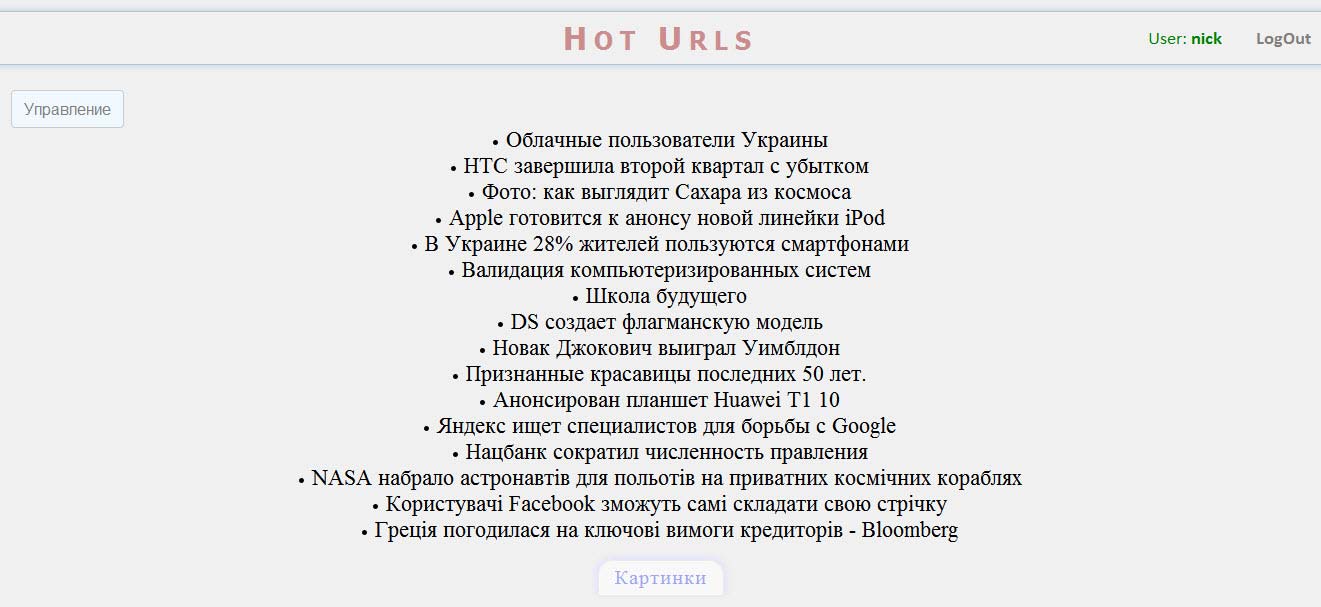 Hot Urls
User: nick
LogOut
Управление
• Облачные пользователи Украины
• HTC завершила второй квартал с убытком
• Фото: как выглядит Сахара из космоса
• Apple готовится к анонсу новой линейки iPod
• В Украине 28% жителей пользуются смартфонами
• Валидация компьютеризированных систем
• Школа будущего
• DS создает флагманскую модель
• Новак Джокович выиграл Уимблдон
• Признанные красавицы последних 50 лет.
• Анонсирован планшет Huawei T1 10
• Яндекс ищет специалистов для борьбы с Google
• Нацбанк сократил численность правления
• NASA набрало астронавтів для польотів на приватних космічних кораблях
• Користувачі Facebook зможуть самі складати свою стрічку
• Греція погодилася на ключові вимоги кредиторів - Bloomberg
Картинки